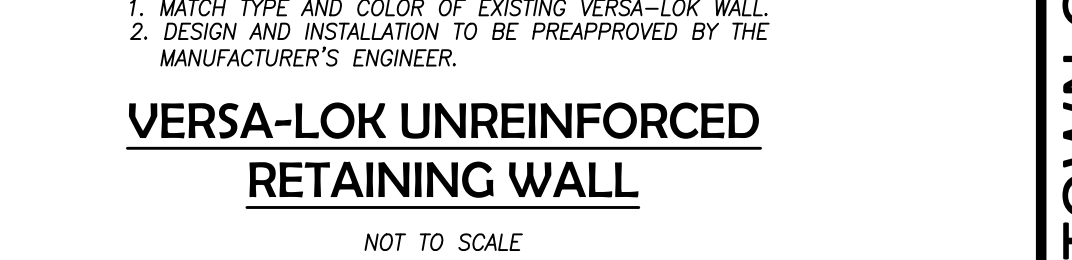 1. MATCH TYPE AND COLOR OF EXISTING VERSA-LOK WALL.
2. DESIGN AND INSTALLATION TO BE PREAPPROVED BY THE
MANUFACTURER'S ENGINEER.
VERSA-LOK UNREINFORCED
RETAINING WALL
NOT TO SCALE